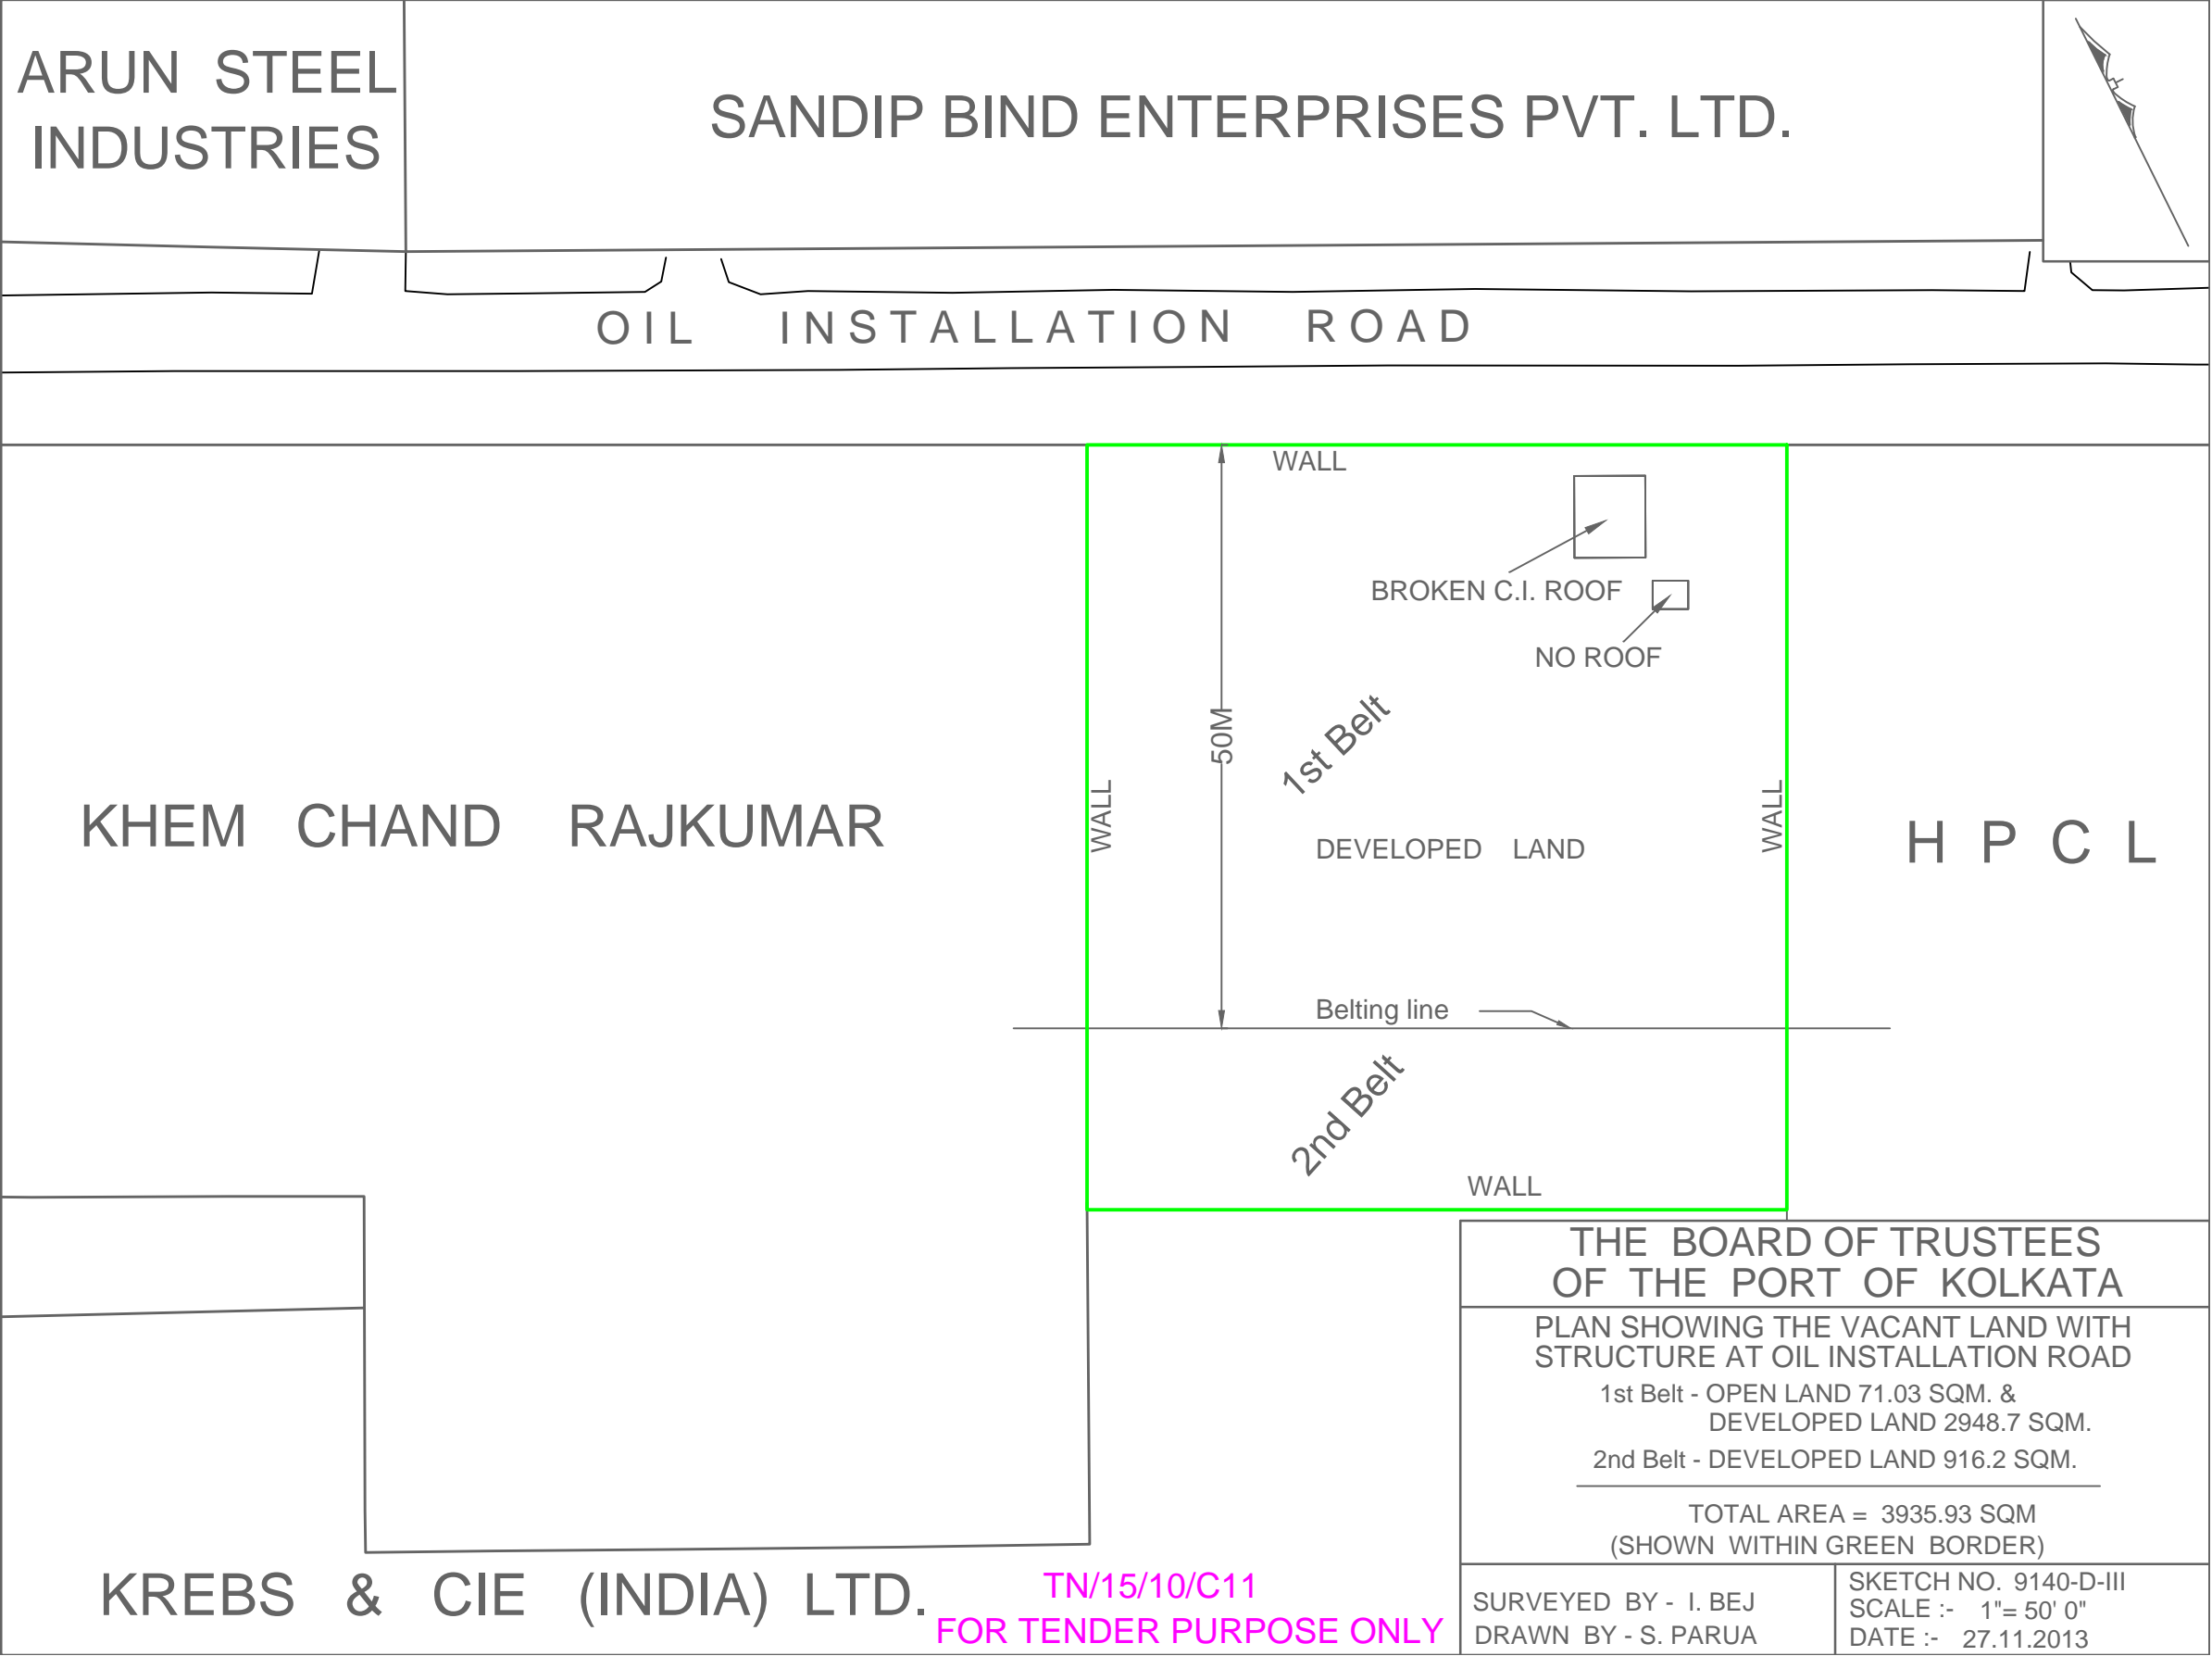 ARUN STEEL
INDUSTRIES
SANDIP BIND ENTERPRISES PVT. LTD.
OIL INSTALLATION ROAD
WALL
BROKEN C.I. ROOF
NO ROOF
50M
1st Belt
WALL
WALL
KHEM CHAND RAJKUMAR
DEVELOPED LAND
H P C L
Belting line
2nd Belt
WALL
THE BOARD OF TRUSTEES
OF THE PORT OF KOLKATA
PLAN SHOWING THE VACANT LAND WITH
STRUCTURE AT OIL INSTALLATION ROAD
1st Belt - OPEN LAND 71.03 SQM. &
DEVELOPED LAND 2948.7 SQM.
2nd Belt - DEVELOPED LAND 916.2 SQM.
TOTAL AREA = 3935.93 SQM
(SHOWN WITHIN GREEN BORDER)
KREBS & CIE (INDIA) LTD.
TN/15/10/C11
FOR TENDER PURPOSE ONLY
SURVEYED BY - I. BEJ
DRAWN BY - S. PARUA
SKETCH NO. 9140-D-III
SCALE :- 1"= 50' 0"
DATE :- 27.11.2013